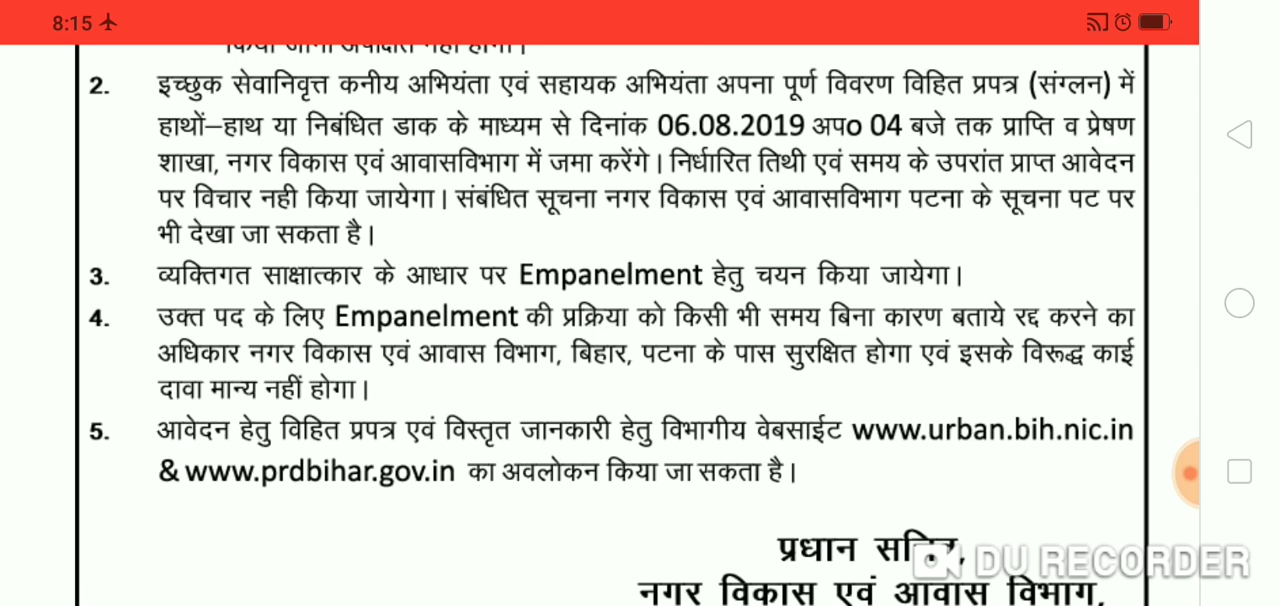 8:15
2. इच्छुक सेवानिवृत्त कनीय अभियंता एवं सहायक अभियंता अपना पूर्ण विवरण विहित प्रपत्र (संग्लन) में
हाथों–हाथ या निबंधित डाक के माध्यम से दिनांक 06.08.2019 अप० 04 बजे तक प्राप्ति व प्रेषण
शाखा, नगर विकास एवं आवासविभाग में जमा करेंगे। निर्धारित तिथी एवं समय के उपरांत प्राप्त आवेदन
पर विचार नही किया जायेगा। संबंधित सूचना नगर विकास एवं आवासविभाग पटना के सूचना पट पर
भी देखा जा सकता है।
3. व्यक्तिगत साक्षात्कार के आधार पर Empanelment हेतु चयन किया जायेगा।
4. उक्त पद के लिए Empanelment की प्रक्रिया को किसी भी समय बिना कारण बताये रद्द करने का
अधिकार नगर विकास एवं आवास विभाग, बिहार, पटना के पास सुरक्षित होगा एवं इसके विरूद्ध काई
दावा मान्य नहीं होगा।
5. आवेदन हेतु विहित प्रपत्र एवं विस्तृत जानकारी हेतु विभागीय वेबसाईट www.urban.bih.nic.in
& www.prdbihar.gov.in का अवलोकन किया जा सकता है।
प्रधान
DU RECORDER
नगर विकास एवं आवास विभाग,